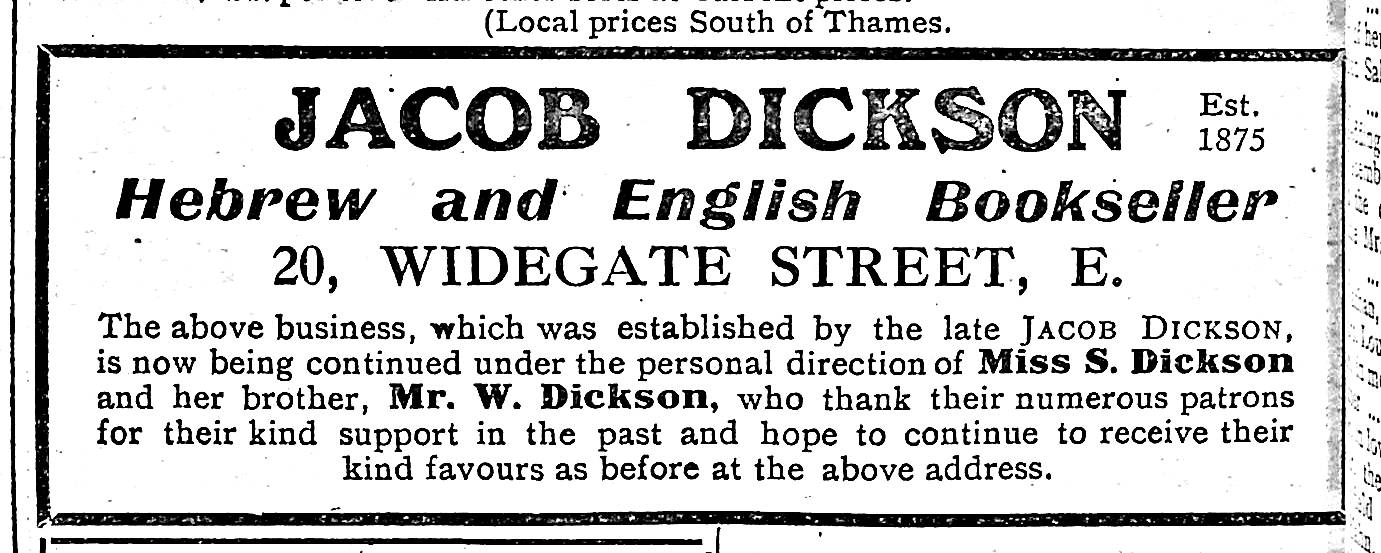 (Local prices South of Thames.
JACOB DICKSON Est. 1875
Hebrew and English Bookseller
20, WIDEGATE STREET, E.
The above business, which was established by the late JACOB DICKSON,
is now being continued under the personal direction of Miss S. Dickson
and her brother, Mr. W. Dickson, who thank their numerous patrons
for their kind support in the past and hope to continue to receive their
kind favours as before at the above address.